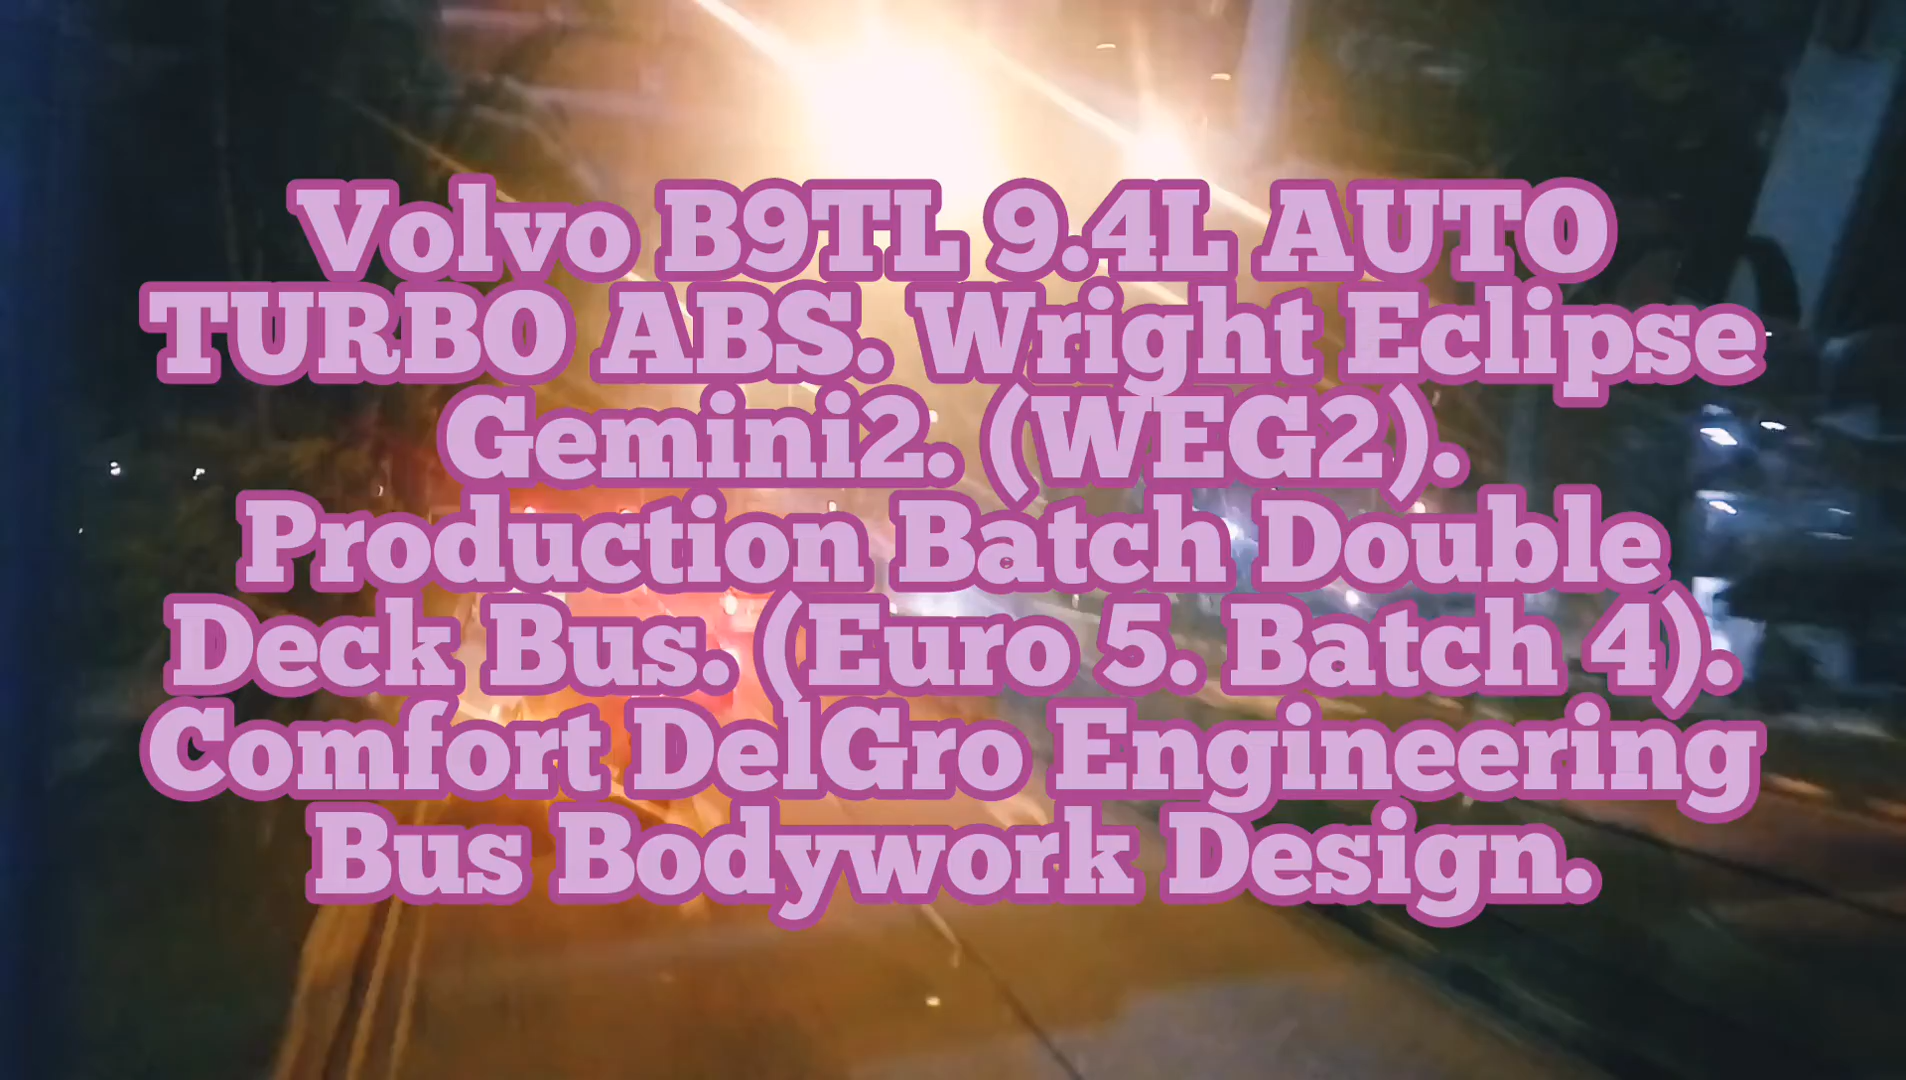 Volvo B9TL 9.4L AUTO
TURBO ABS. Wright Eclipse
Gemini2. (WEG2).
Production Batch Double
Deck Bus. (Euro 5. Batch 4).
Comfort DelGro Engineering
Bus Bodywork Design.